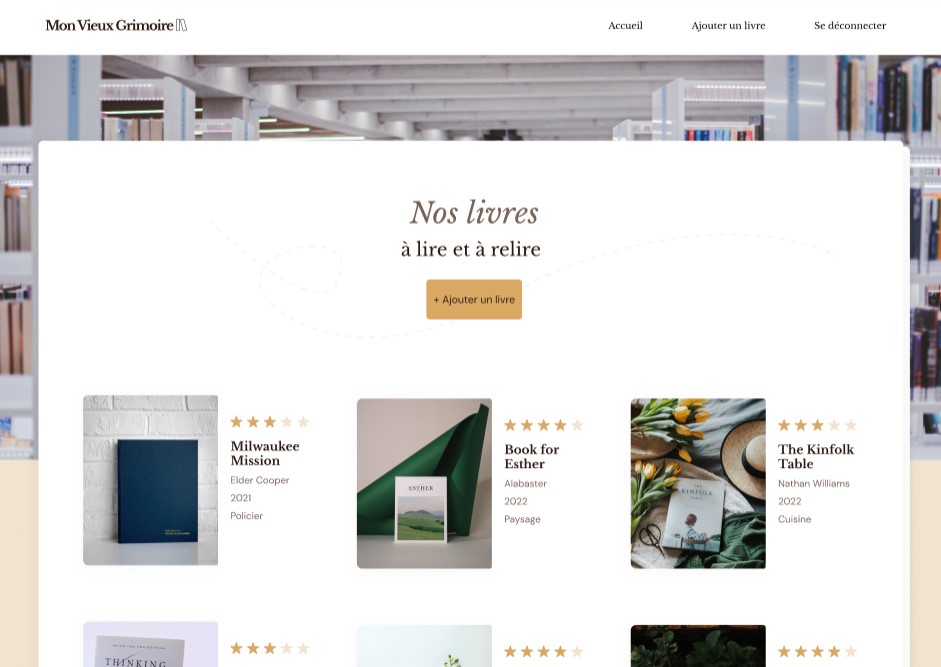 Mon Vieux Grimoire
Accueil
Ajouter un livre
Se déconnecter
Nos livres
à lire et à relire
+ Ajouter un livre
Milwaukee
Mission
Elder Cooper
2021
Policier
ESTHER
Book for
Esther
Alabaster
2022
Paysage
THE
KINFOLK
TABLE
The Kinfolk
Table
Nathan Williams
2022
Cuisine
THINKING